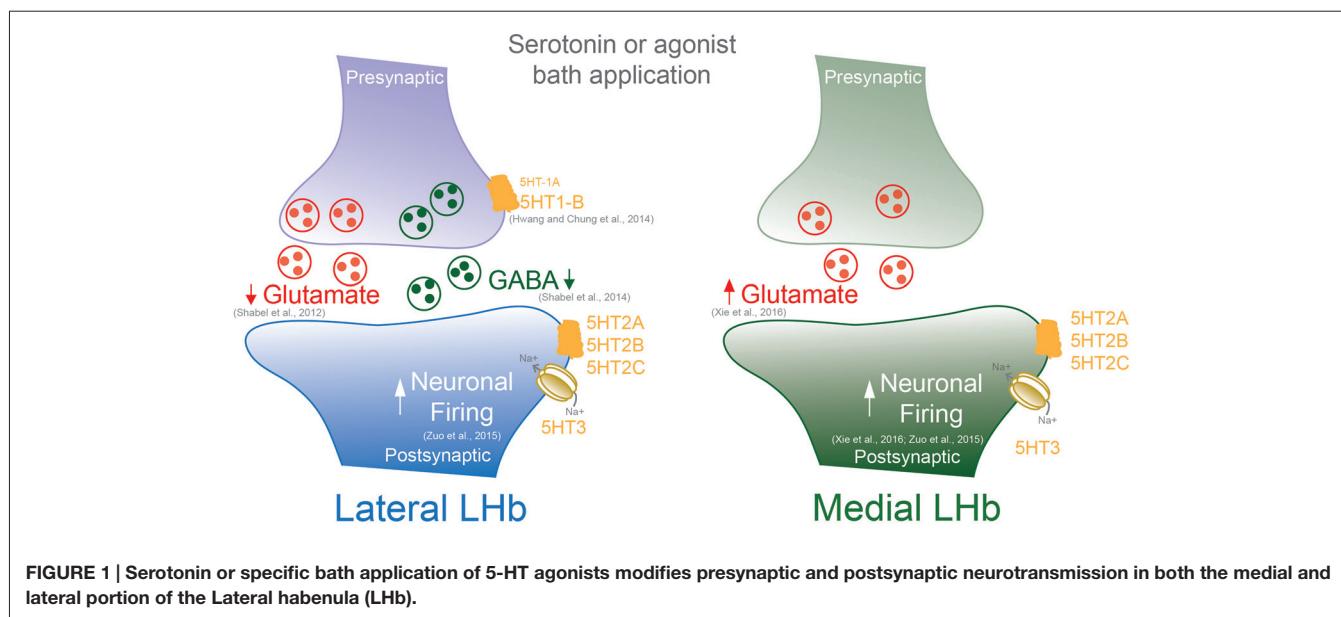 Serotonin or agonist
bath application
Presynaptic
5HT-1A
5HT1-B
(Hwang and Chung et al., 2014)
Glutamate
(Shabel et al., 2012)
GABA
(Shabel et al., 2014)
5HT2A
5HT2B
5HT2C
Na+
Na+
5HT3
Neuronal
Firing
(Zuo et al., 2015)
Postsynaptic
Lateral LHb
Presynaptic
Glutamate
(Xie et al., 2016)
5HT2A
5HT2B
5HT2C
Na+
Na+
5HT3
Neuronal
Firing
(Xie et al., 2016; Zuo et al., 2015)
Postsynaptic
Medial LHb
FIGURE 1 | Serotonin or specific bath application of 5-HT agonists modifies presynaptic and postsynaptic neurotransmission in both the medial and
lateral portion of the Lateral habenula (LHb).